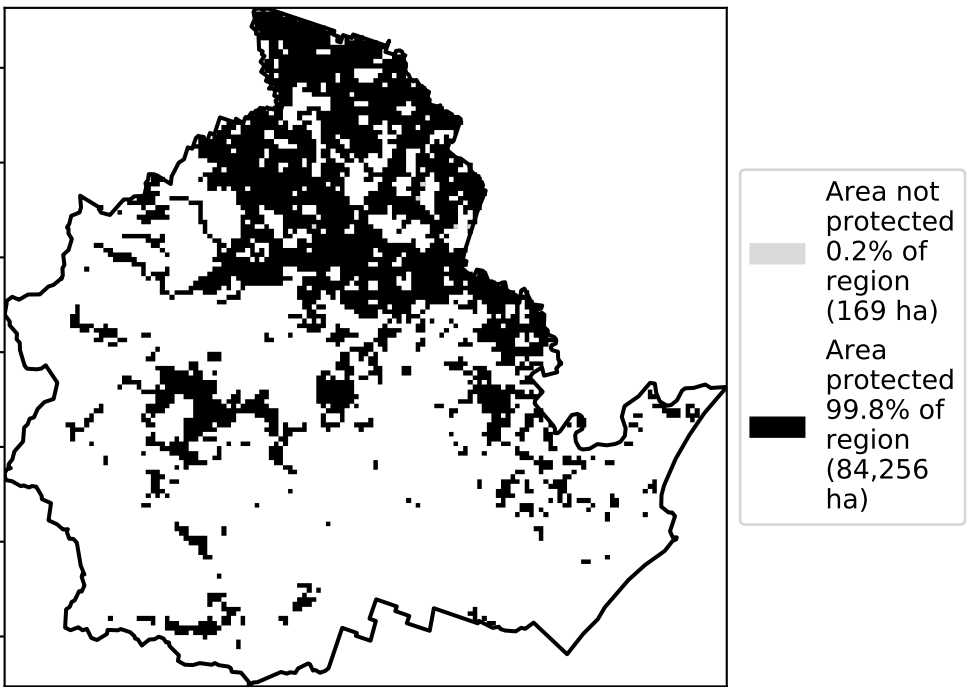 Area not
protected
0.2% of
region
(169 ha)
Area
protected
99.8% of
region
(84,256
ha)